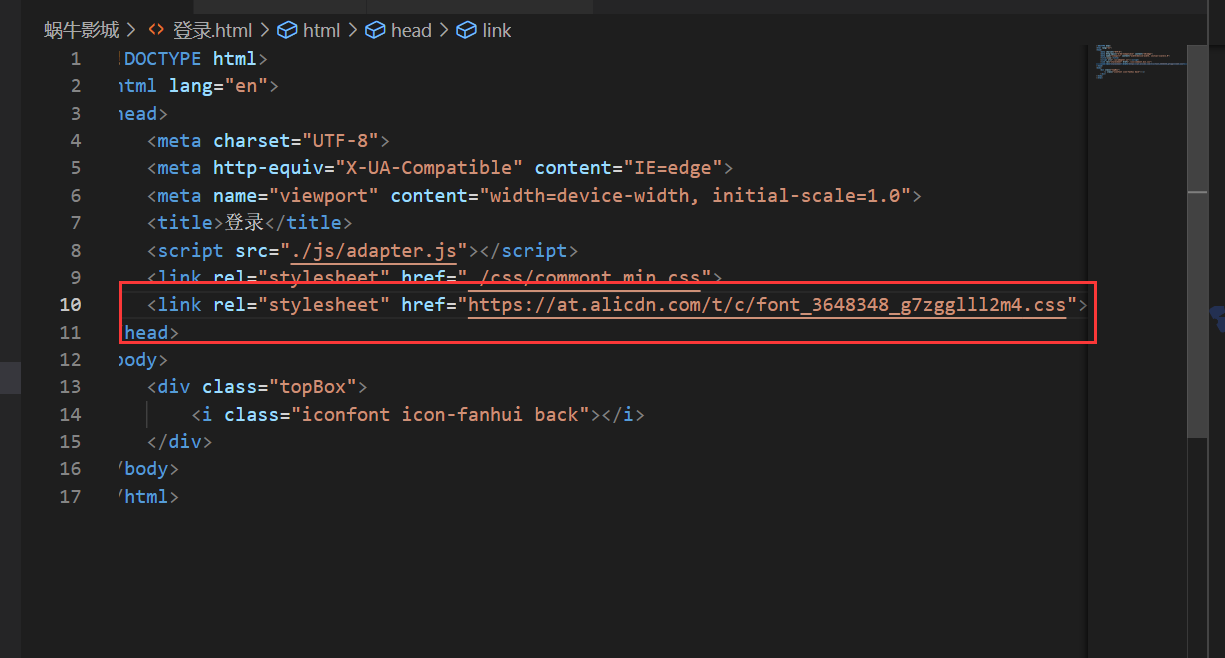 蜗牛影城 > 登录.html > html > head > link
1 !DOCTYPE html>
2 html lang="en">
3 head>
4 <meta charset="UTF-8">
5 <meta http-equiv="X-UA-Compatible" content="IE=edge">
6 <meta name="viewport" content="width=device-width, initial-scale=1.0">
7 <title>登录</title>
8 <script src="./js/adapter.js"></script>
9 <link rel="stylesheet" href="./css/commont.min.css">
10 <link rel="stylesheet" href="https://at.alicdn.com/t/c/font_3648348_g7zgglll2m4.css">
11 /head>
12 body>
13 <div class="topBox">
14 <i class="iconfont icon-fanhui back"></i>
15 </div>
16 /body>
17 /html>